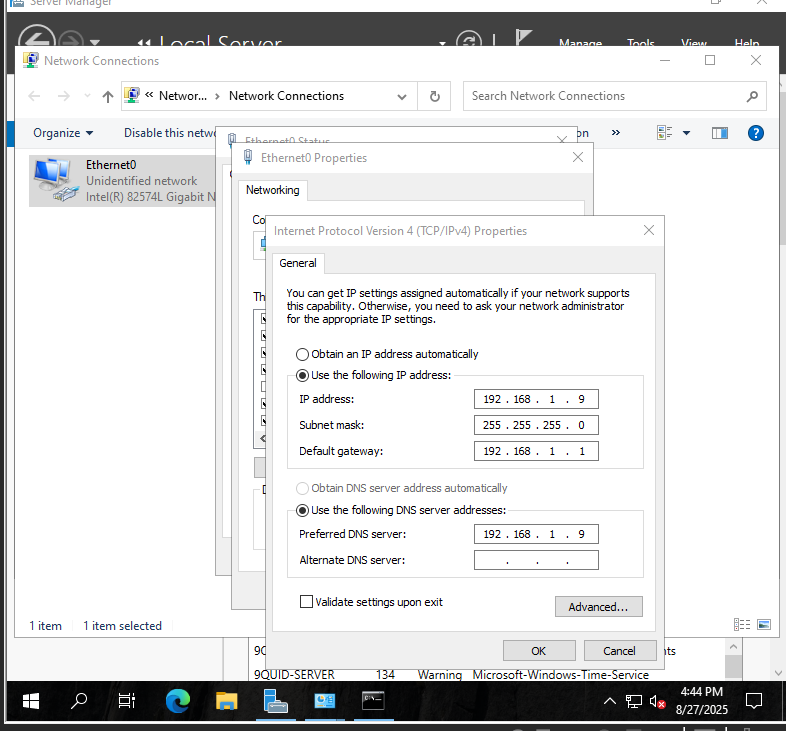 Server Manager
Local Server
Manage Tools View Help
Network Connections
« Networ... › Network Connections
Search Network Connections
Organize
Disable this netwo
on
»
Ethernet0
Unidentified network
Intel(R) 82574L Gigabit N
Ethernet0 Status
Ethernet0 Properties
Networking
Co
Th
Internet Protocol Version 4 (TCP/IPv4) Properties
General
You can get IP settings assigned automatically if your network supports
this capability. Otherwise, you need to ask your network administrator
for the appropriate IP settings.
Obtain an IP address automatically
Use the following IP address:
IP address: 192 . 168 . 1 . 9
Subnet mask: 255 . 255 . 255 . 0
Default gateway: 192 . 168 . 1 . 1
Obtain DNS server address automatically
Use the following DNS server addresses:
Preferred DNS server: 192 . 168 . 1 . 9
Alternate DNS server: . . .
Validate settings upon exit
Advanced...
OK
Cancel
1 item
1 item selected
nts
9QUID-SERVER 134 Warning Microsoft-Windows-Time-Service
4:44 PM
8/27/2025